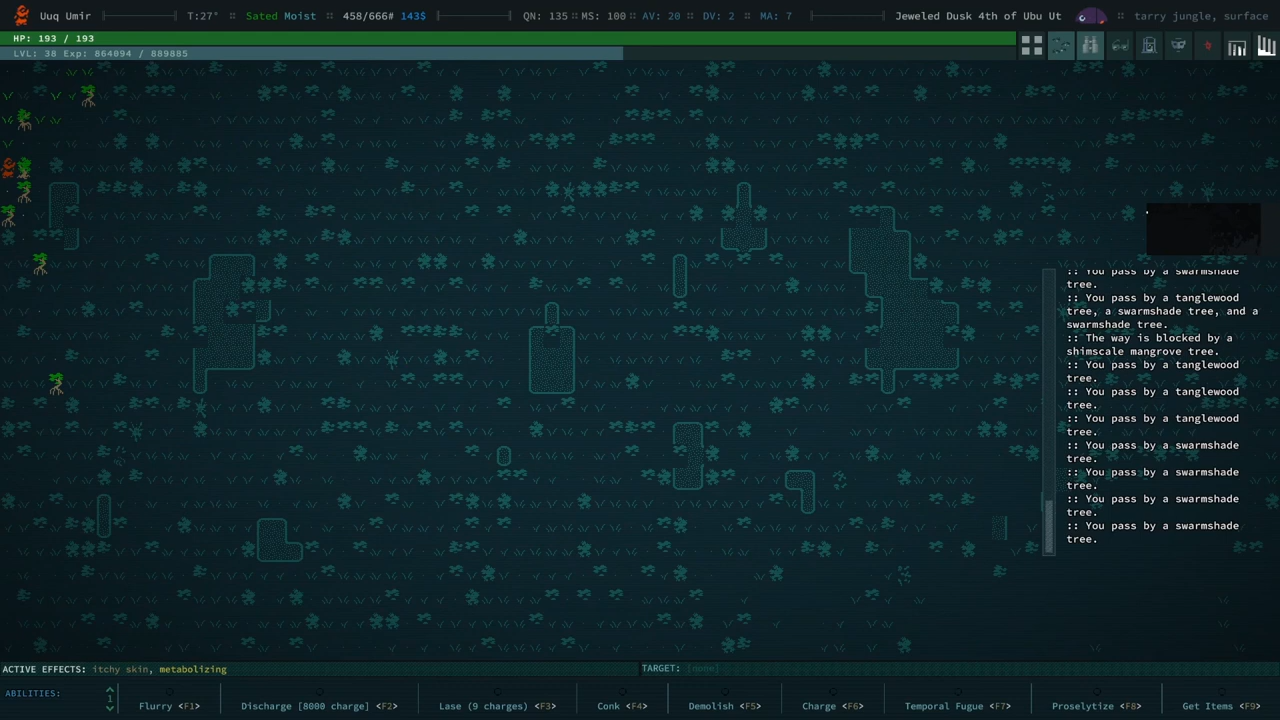 Uuq Umir T:27° :: Sated Moist :: 458/666# 143$ QN: 135 :: MS: 100 :: AV: 20 :: DV: 2 :: MA: 7 Jeweled Dusk 4th of Ubu Ut :: tarry jungle, surface
HP: 193 / 193
LVL: 38 Exp: 864094 / 889885
:: You pass by a swarmshade
tree.
:: You pass by a tanglewood
tree, a swarmshade tree, and a
swarmshade tree.
:: The way is blocked by a
shimscale mangrove tree.
:: You pass by a tanglewood
tree.
:: You pass by a tanglewood
tree.
:: You pass by a tanglewood
tree.
:: You pass by a swarmshade
tree.
:: You pass by a swarmshade
tree.
:: You pass by a swarmshade
tree.
:: You pass by a swarmshade
tree.
ACTIVE EFFECTS: itchy skin, metabolizing
TARGET: [none]
ABILITIES: 1 Flurry <F1> Discharge [8000 charge] <F2> Lase (9 charges) <F3> Conk <F4> Demolish <F5> Charge <F6> Temporal Fugue <F7> Proselytize <F8> Get Items <F9>